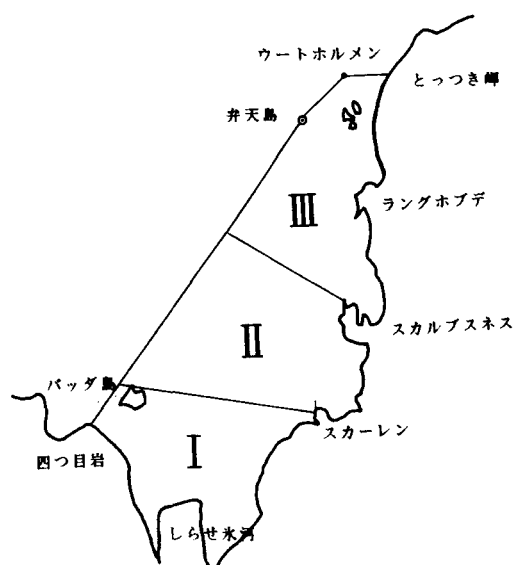 ウートホルメン
とっつき岬
弁天島
ラングホブデ
Ⅲ
スカルブスネス
Ⅱ
パッダ島
スカーレン
四つ目岩
Ⅰ
しらせ氷河